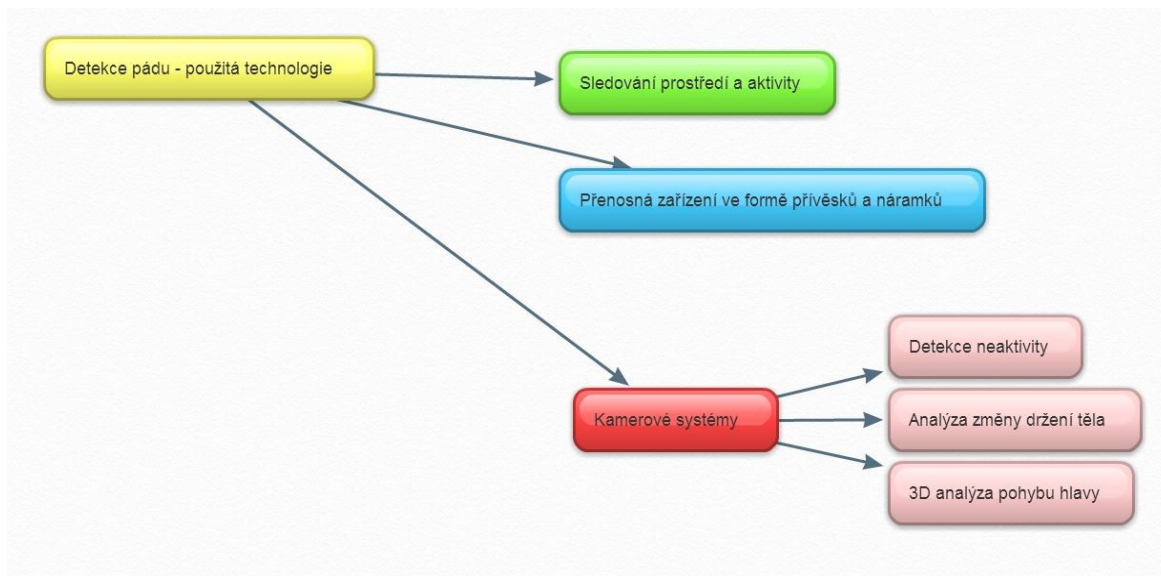 Detekce pádu - použitá technologie
Sledování prostředí a aktivity
Přenosná zařízení ve formě přívěsků a náramků
Kamerové systémy
Detekce neaktivity
Analýza změny držení těla
3D analýza pohybu hlavy